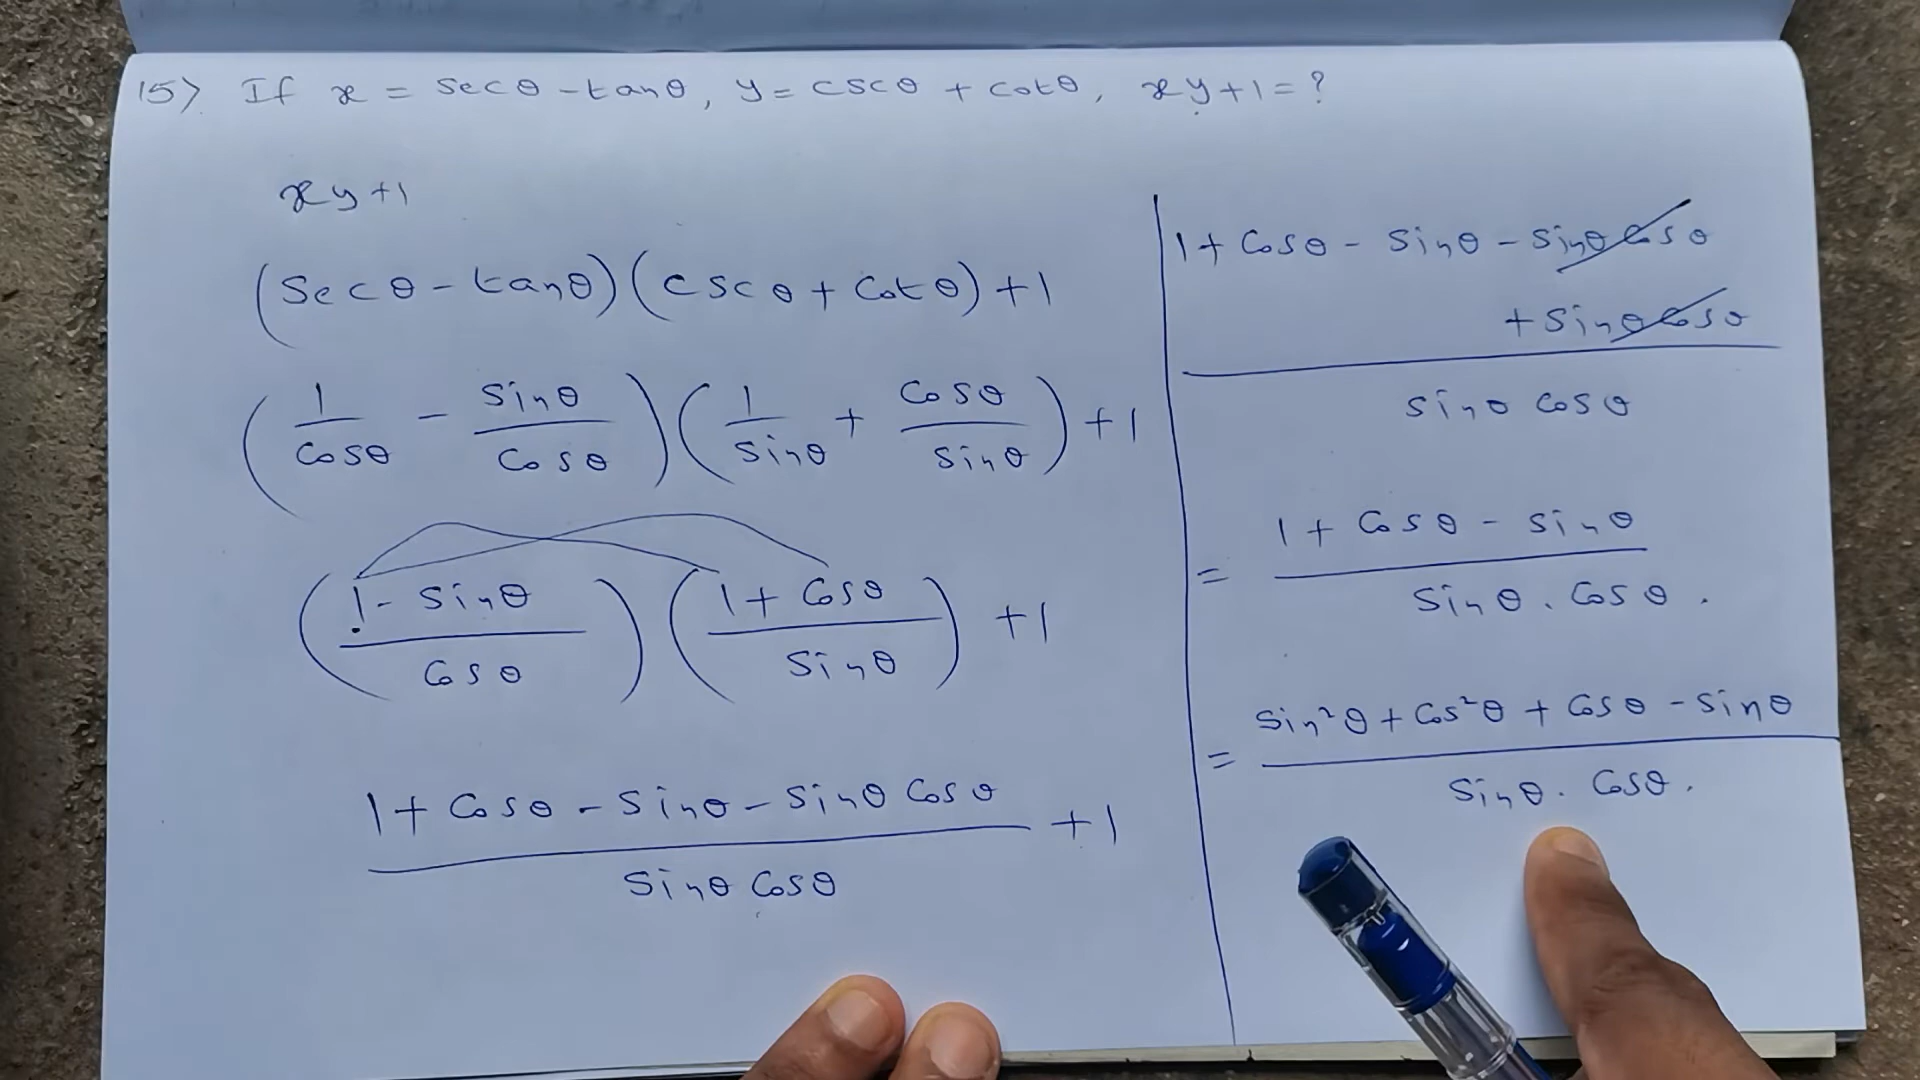 15) If x = secθ - tanθ, y = cscθ + cotθ, xy+1 = ?
xy+1
(secθ - tanθ)(cscθ + cotθ) + 1
(1/cosθ - sinθ/cosθ)(1/sinθ + cosθ/sinθ) + 1
(1 - sinθ/cosθ)(1 + cosθ/sinθ) + 1
1 + cosθ - sinθ - sinθ cosθ + 1
sinθ cosθ
1 + cosθ - sinθ - sinθ cosθ
+ sinθ cosθ
sinθ cosθ
= 1 + cosθ - sinθ
sinθ . cosθ .
= sin²θ + cos²θ + cosθ - sinθ
sinθ . cosθ .